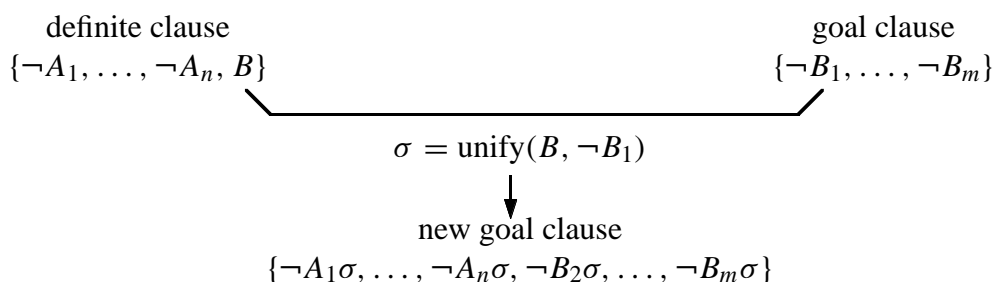 definite clause goal clause
{¬A₁, . . . , ¬Aₙ, B} {¬B₁, . . . , ¬Bₘ}
σ = unify(B, ¬B₁)
new goal clause
{¬A₁σ, . . . , ¬Aₙσ, ¬B₂σ, . . . , ¬Bₘσ}